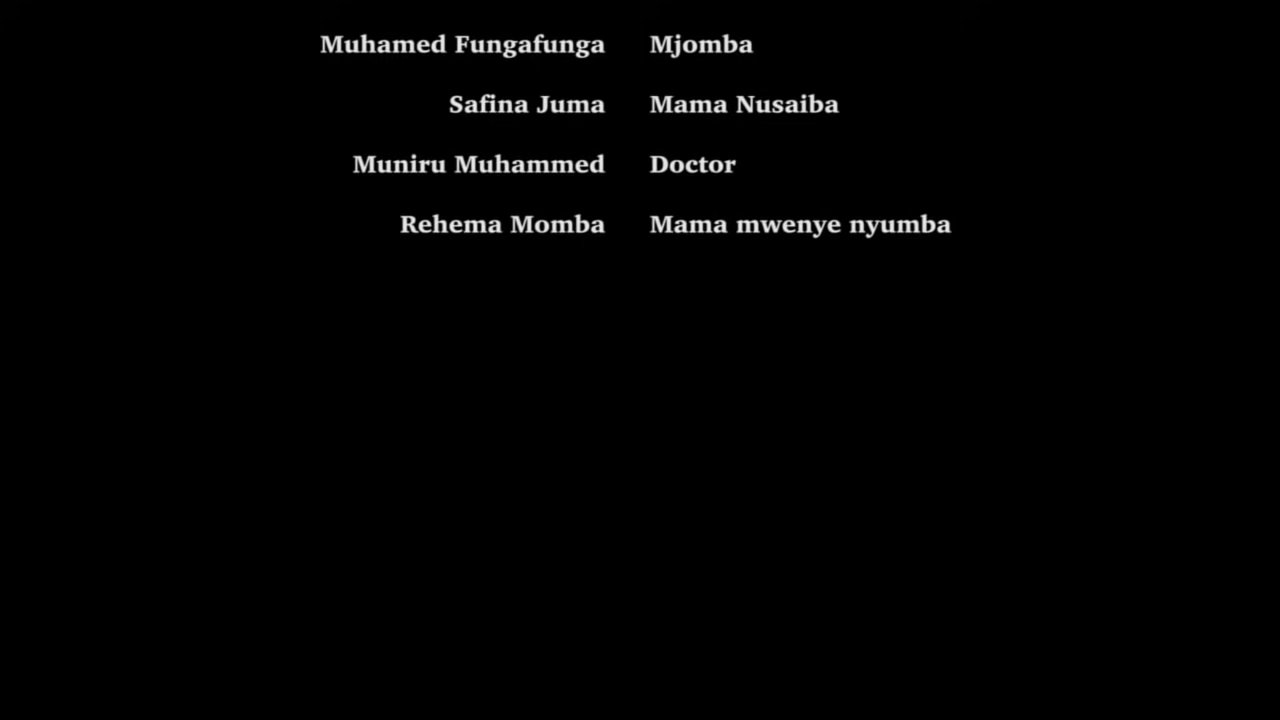 Muhamed Fungafunga Mjomba
Safina Juma Mama Nusaiba
Muniru Muhammed Doctor
Rehema Momba Mama mwenye nyumba